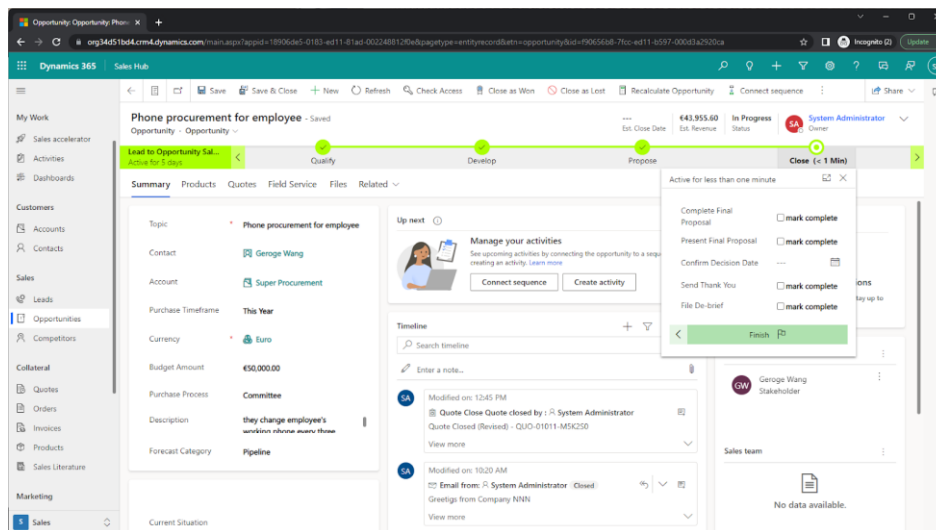 Opportunity: Opportunity: Phone
org34d51bd4.crm4.dynamics.com/main.aspx?appid=18906de5-0183-ed11-81ad-002248812f0e&pagetype=entityrecord&etn=opportunity&id=f90656b8-7fcc-ed11-b597-000d3a2920ca
Incognito (2)
Update
Dynamics 365
Sales Hub
Save
Save & Close
New
Refresh
Check Access
Close as Won
Close as Lost
Recalculate Opportunity
Connect sequence
Share
Phone procurement for employee - Saved
Opportunity · Opportunity
---
Est. Close Date
€43,955.60
Est. Revenue
In Progress
Status
SA
System Administrator
Owner
Lead to Opportunity Sal...
Active for 5 days
Qualify
Develop
Propose
Close (< 1 Min)
Summary
Products
Quotes
Field Service
Files
Related
My Work
Sales accelerator
Activities
Dashboards
Customers
Accounts
Contacts
Sales
Leads
Opportunities
Competitors
Collateral
Quotes
Orders
Invoices
Products
Sales Literature
Marketing
S
Sales
Topic * Phone procurement for employee
Contact Geroge Wang
Account Super Procurement
Purchase Timeframe This Year
Currency * Euro
Budget Amount €50,000.00
Purchase Process Committee
Description they change employee's
working phone every three
Forecast Category Pipeline
Current Situation
Up next
Manage your activities
See upcoming activities by connecting the opportunity to a sequ
creating an activity. Learn more
Connect sequence
Create activity
Timeline
Search timeline
Enter a note...
SA
Modified on: 12:45 PM
Quote Close Quote closed by : System Administrator
Quote Closed (Revised) - QUO-01011-M5K2S0
View more
SA
Modified on: 10:20 AM
Email from: System Administrator Closed
Greetigs from Company NNN
View more
Active for less than one minute
Complete Final
Proposal
mark complete
Present Final Proposal
mark complete
Confirm Decision Date
---
Send Thank You
mark complete
File De-brief
mark complete
Finish
ions
lay up to
GW
Geroge Wang
Stakeholder
Sales team
No data available.